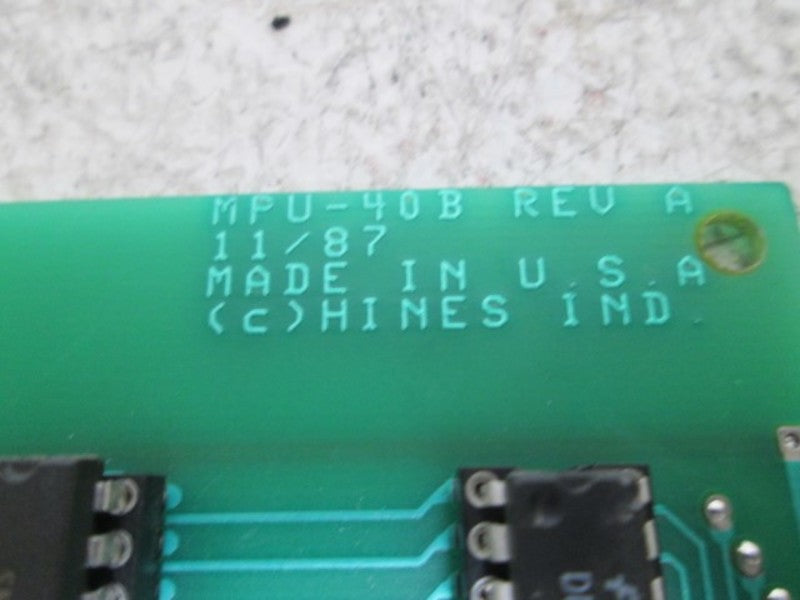 MPU-40B REV A
11/87
MADE IN U.S.A
(c)HINES IND.